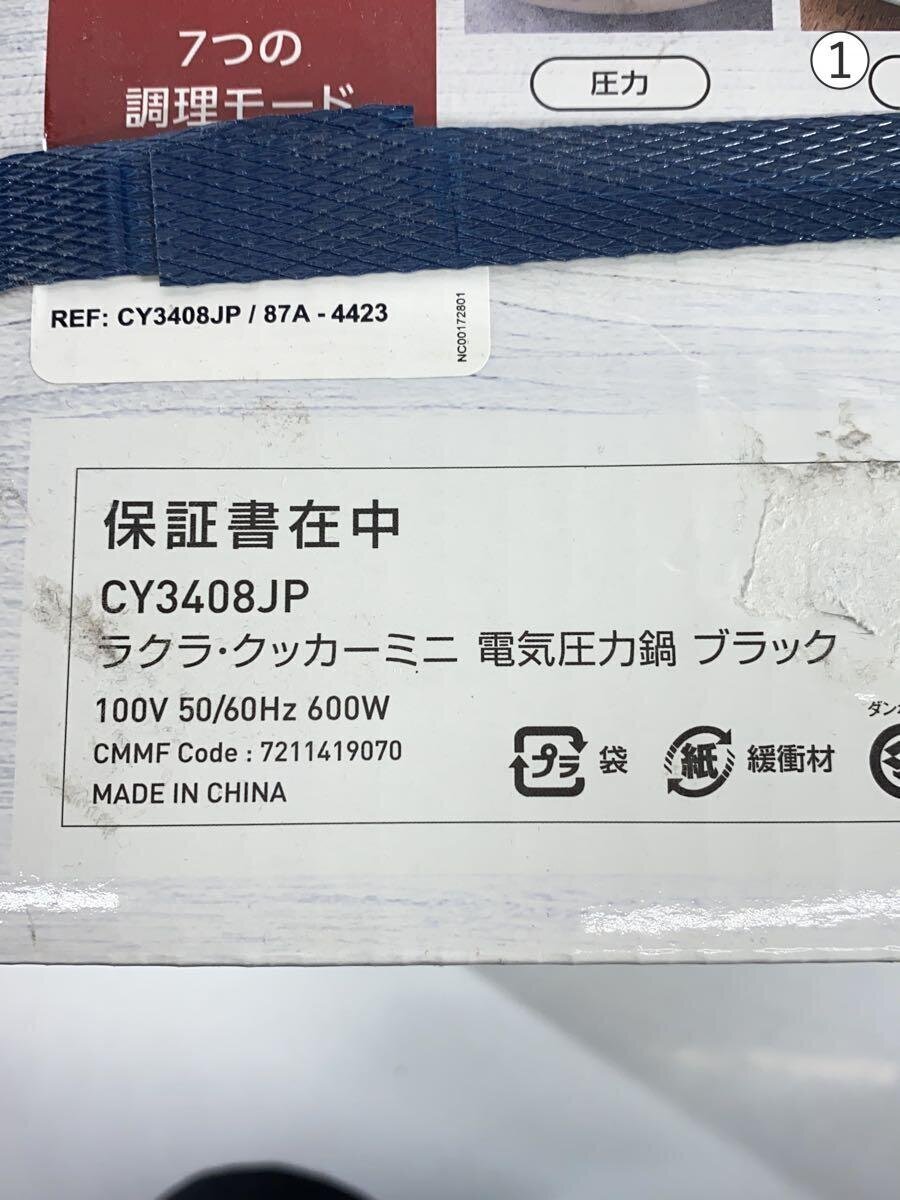 7つの
調理モード
圧力
①
REF: CY3408JP / 87A - 4423
NC00172801
保証書在中
CY3408JP
ラクラ・クッカーミニ 電気圧力鍋 ブラック
100V 50/60Hz 600W
CMMF Code : 7211419070
MADE IN CHINA
プラ 袋
紙 緩衝材
ダン